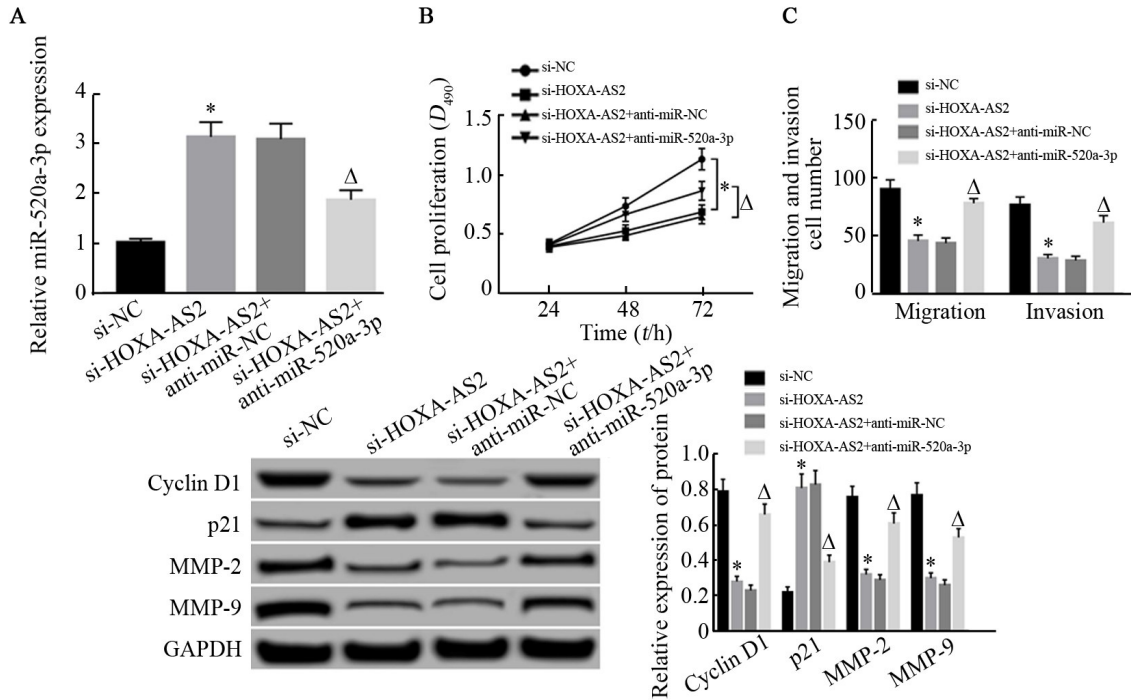 A
Relative miR-520a-3p expression
4
3
2
1
0
*
Δ
si-NC
si-HOXA-AS2
si-HOXA-AS2+
anti-miR-NC
si-HOXA-AS2+
anti-miR-520a-3p
B
si-NC
si-HOXA-AS2
si-HOXA-AS2+anti-miR-NC
si-HOXA-AS2+anti-miR-520a-3p
Cell proliferation (D490)
1.5
1.0
0.5
0
* Δ
24 48 72
Time (t/h)
C
si-NC
si-HOXA-AS2
si-HOXA-AS2+anti-miR-NC
si-HOXA-AS2+anti-miR-520a-3p
Migration and invasion
cell number
150
100
50
0
* Δ * Δ
Migration Invasion
si-NC
si-HOXA-AS2
si-HOXA-AS2+
anti-miR-NC
si-HOXA-AS2+
anti-miR-520a-3p
Cyclin D1
p21
MMP-2
MMP-9
GAPDH
si-NC
si-HOXA-AS2
si-HOXA-AS2+anti-miR-NC
si-HOXA-AS2+anti-miR-520a-3p
Relative expression of protein
0.8
0.6
0.4
0.2
0
* Δ * Δ * Δ * Δ
Cyclin D1
p21
MMP-2
MMP-9